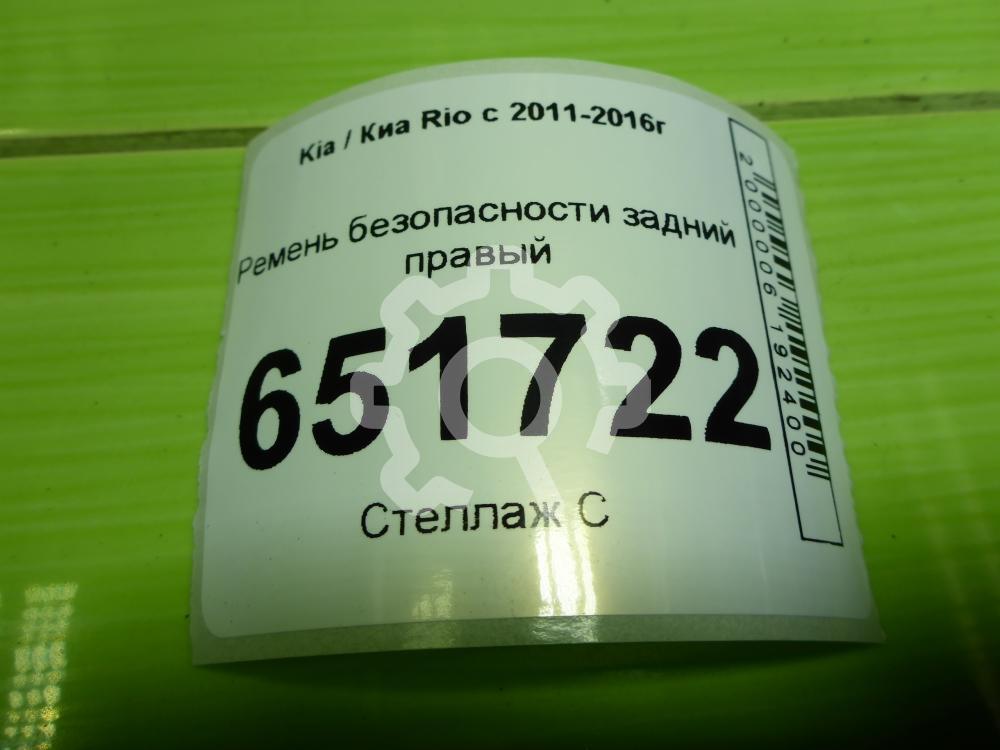 Kia / Киа Rio с 2011-2016г
Ремень безопасности задний
правый
651722
Стеллаж С
2000006192400